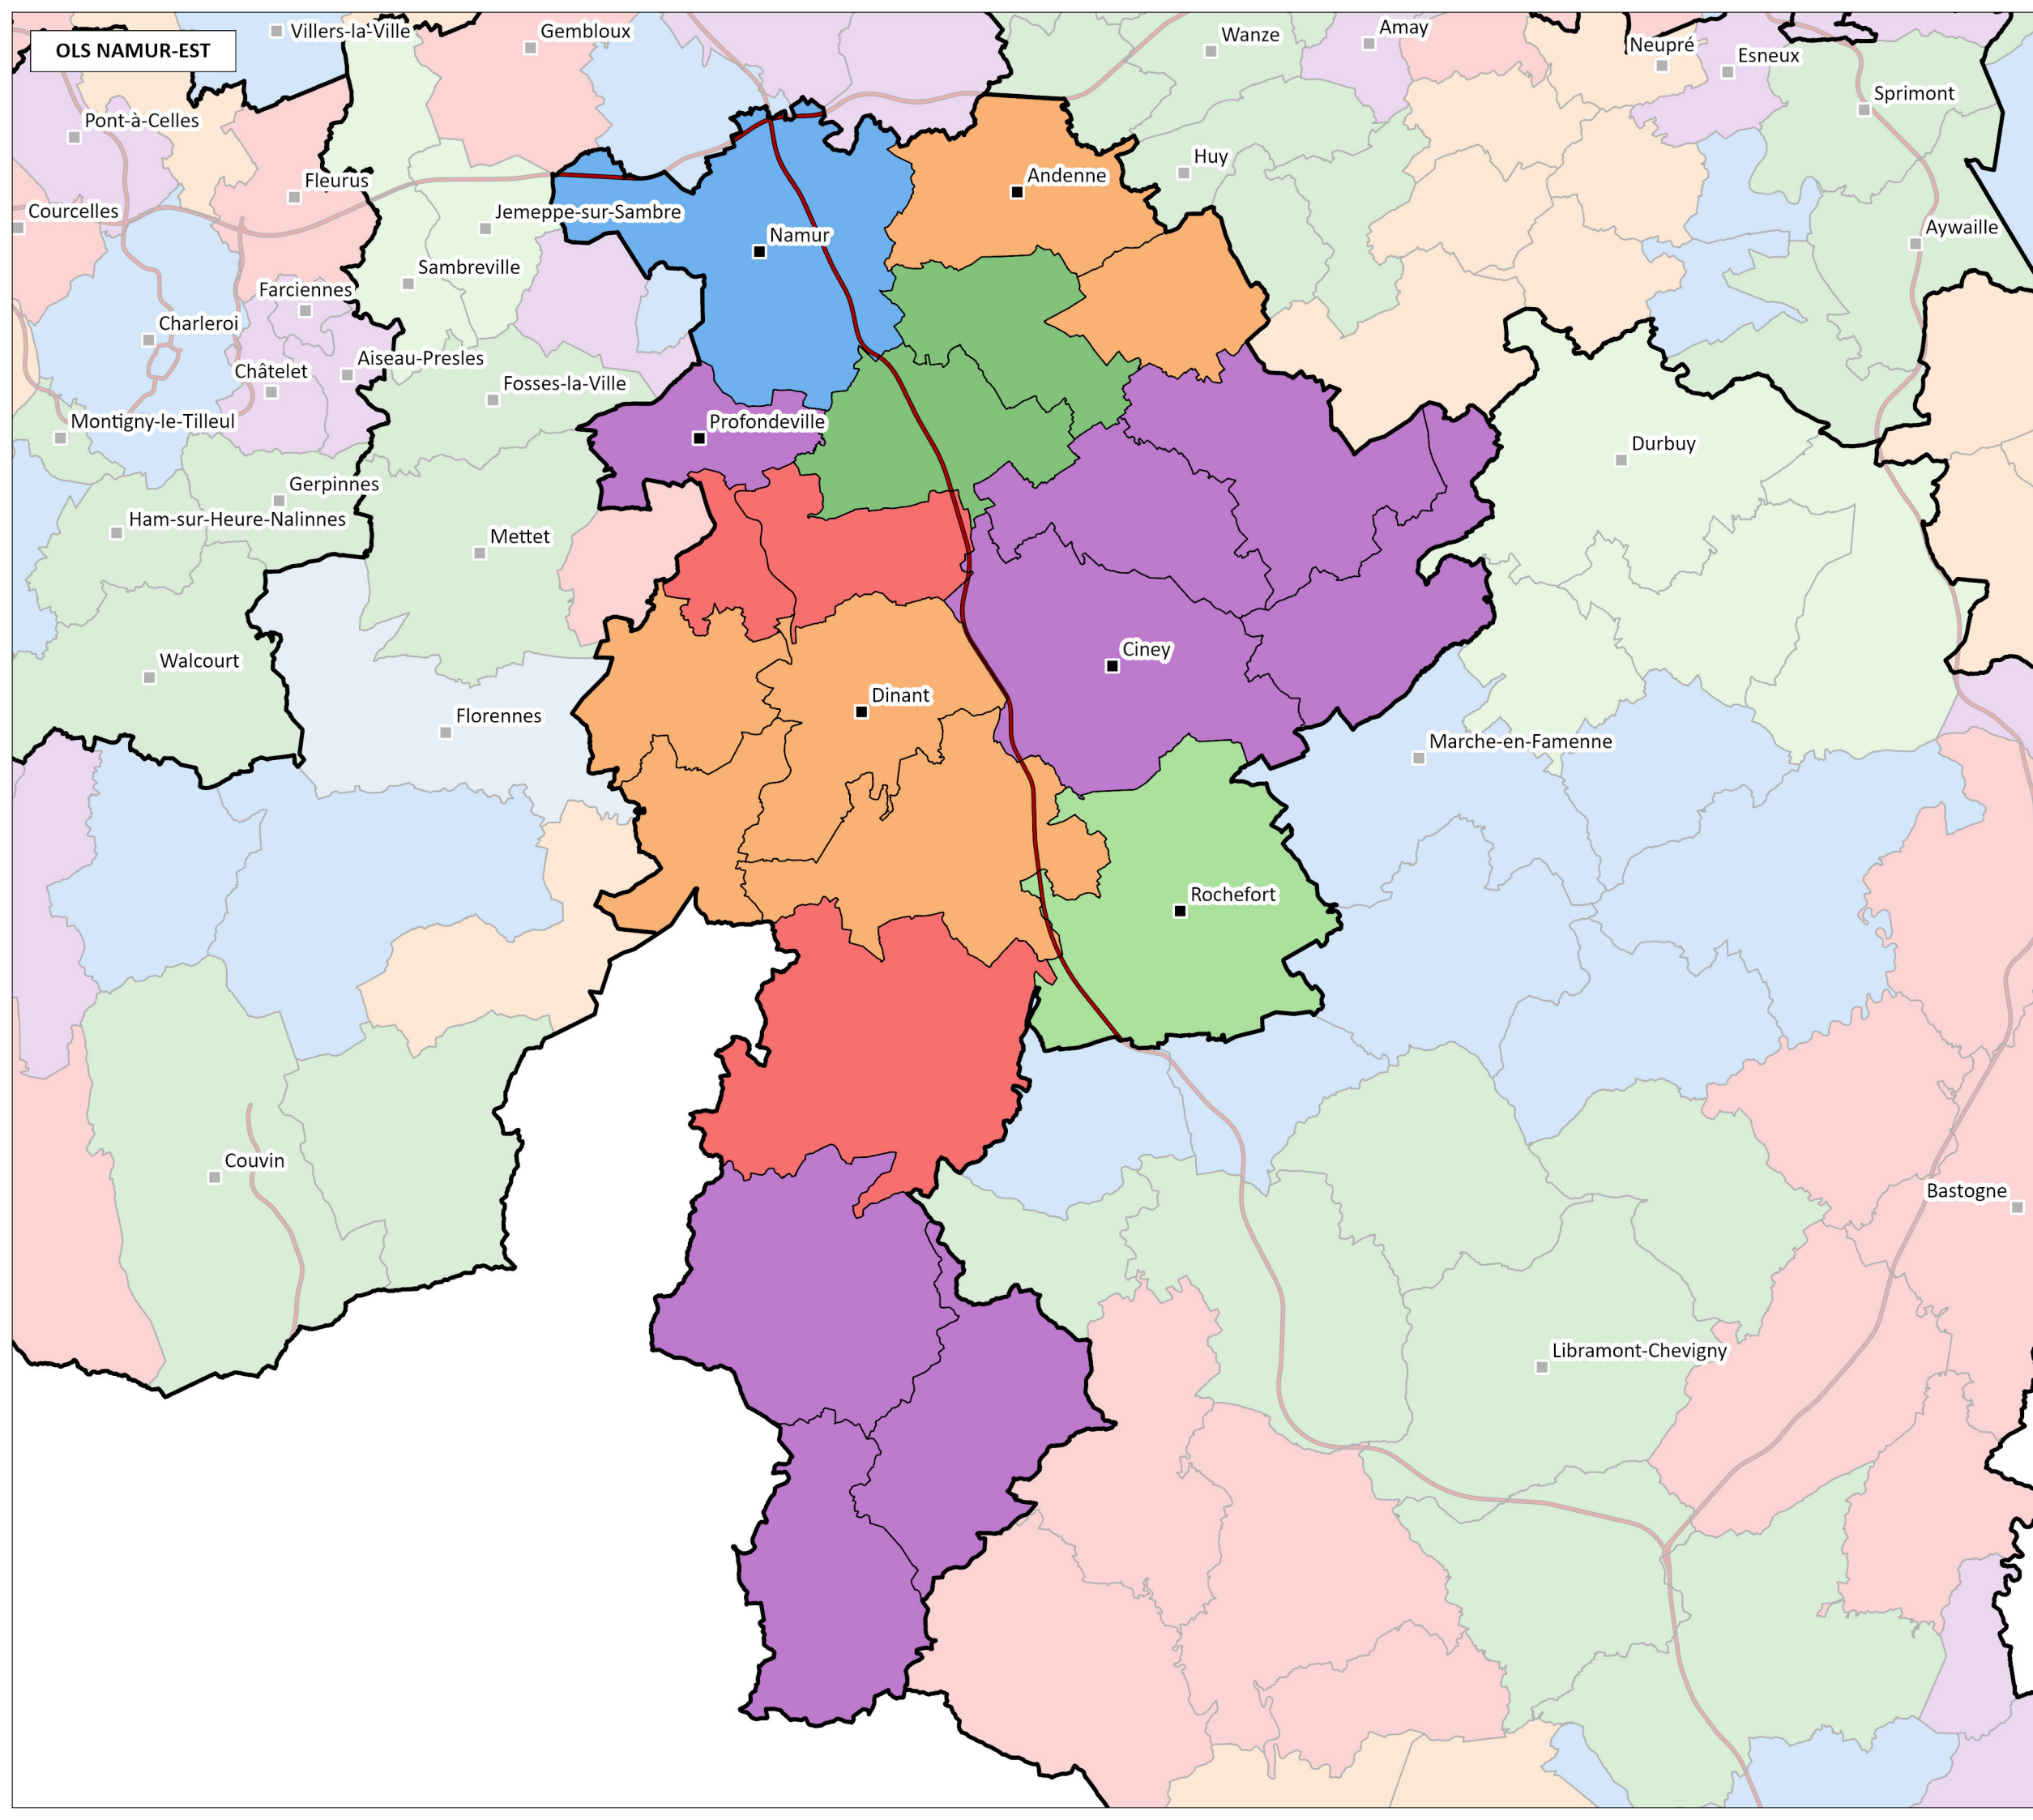 OLS NAMUR-EST
Villers-la-Ville
Gembloux
Wanze
Amay
Neupré
Esneux
Sprimont
Pont-à-Celles
Fleurus
Andenne
Huy
Courcelles
Jemeppe-sur-Sambre
Namur
Aywaille
Sambreville
Farciennes
Charleroi
Aiseau-Presles
Châtelet
Fosses-la-Ville
Montigny-le-Tilleul
Profondeville
Durbuy
Gerpinnes
Ham-sur-Heure-Nalinnes
Mettet
Walcourt
Ciney
Dinant
Florennes
Marche-en-Famenne
Rochefort
Couvin
Bastogne
Libramont-Chevigny